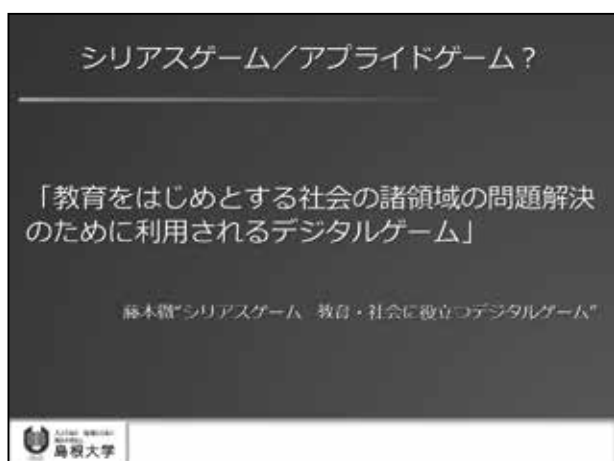 シリアスゲーム／アプライドゲーム？
「教育をはじめとする社会の諸領域の問題解決
のために利用されるデジタルゲーム」
藤本徹“シリアスゲーム　教育・社会に役立つデジタルゲーム”
島根大学